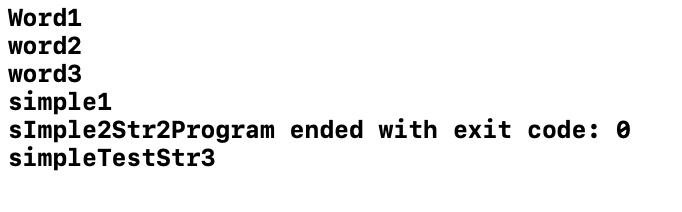 Word1
word2
word3
simple1
sImple2Str2Program ended with exit code: 0
simpleTestStr3